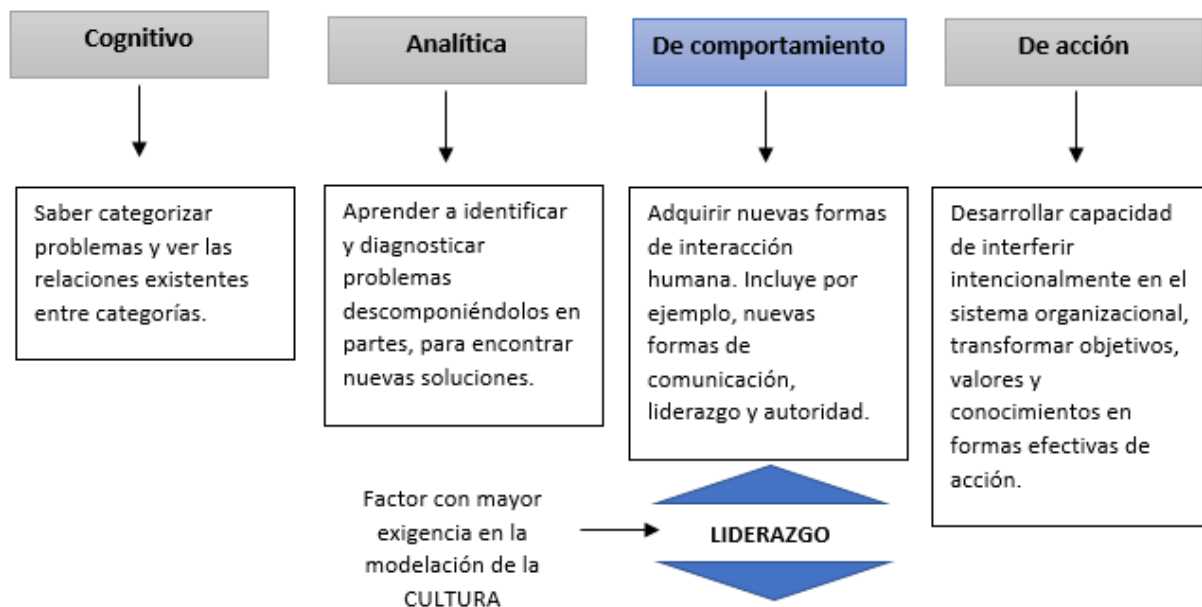 Cognitivo
Saber categorizar
problemas y ver las
relaciones existentes
entre categorías.
Analítica
Aprender a identificar
y diagnosticar
problemas
descomponiéndolos en
partes, para encontrar
nuevas soluciones.
De comportamiento
Adquirir nuevas formas
de interacción
humana. Incluye por
ejemplo, nuevas
formas de
comunicación,
liderazgo y autoridad.
De acción
Desarrollar capacidad
de interferir
intencionalmente en el
sistema organizacional,
transformar objetivos,
valores y
conocimientos en
formas efectivas de
acción.
Factor con mayor
exigencia en la
modelación de la
CULTURA
LIDERAZGO